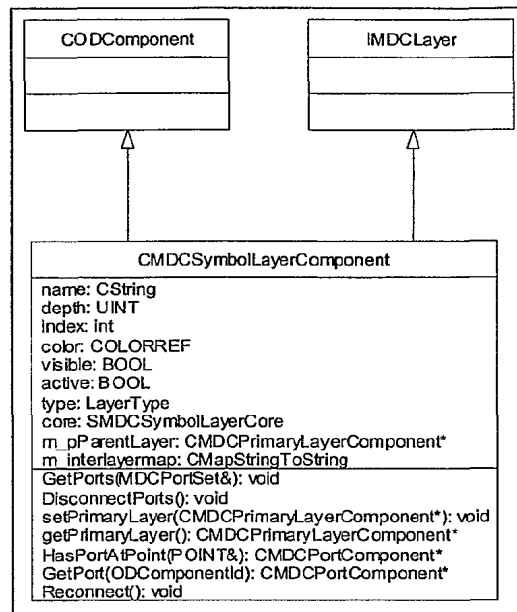 CODComponent
IMDCLayer
CMDCSymbolLayerComponent
name: CString
depth: UINT
index: int
color: COLORREF
visible: BOOL
active: BOOL
type: LayerType
core: SMDCSymbolLayerCore
m_pParentLayer: CMDCPrimaryLayerComponent*
m_interlayermap: CMapStringToString
GetPorts(MDCPortSet&): void
DisconnectPorts(): void
setPrimaryLayer(CMDCPrimaryLayerComponent*): void
getPrimaryLayer(): CMDCPrimaryLayerComponent*
HasPortAtPoint(POINT&): CMDCPortComponent*
GetPort(ODComponentId): CMDCPortComponent*
Reconnect(): void